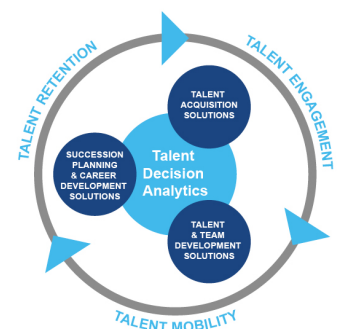 TALENT RETENTION
TALENT ENGAGEMENT
TALENT
ACQUISITION
SOLUTIONS
SUCCESSION
PLANNING
& CAREER
DEVELOPMENT
SOLUTIONS
Talent
Decision
Analytics
TALENT
& TEAM
DEVELOPMENT
SOLUTIONS
TALENT MOBILITY